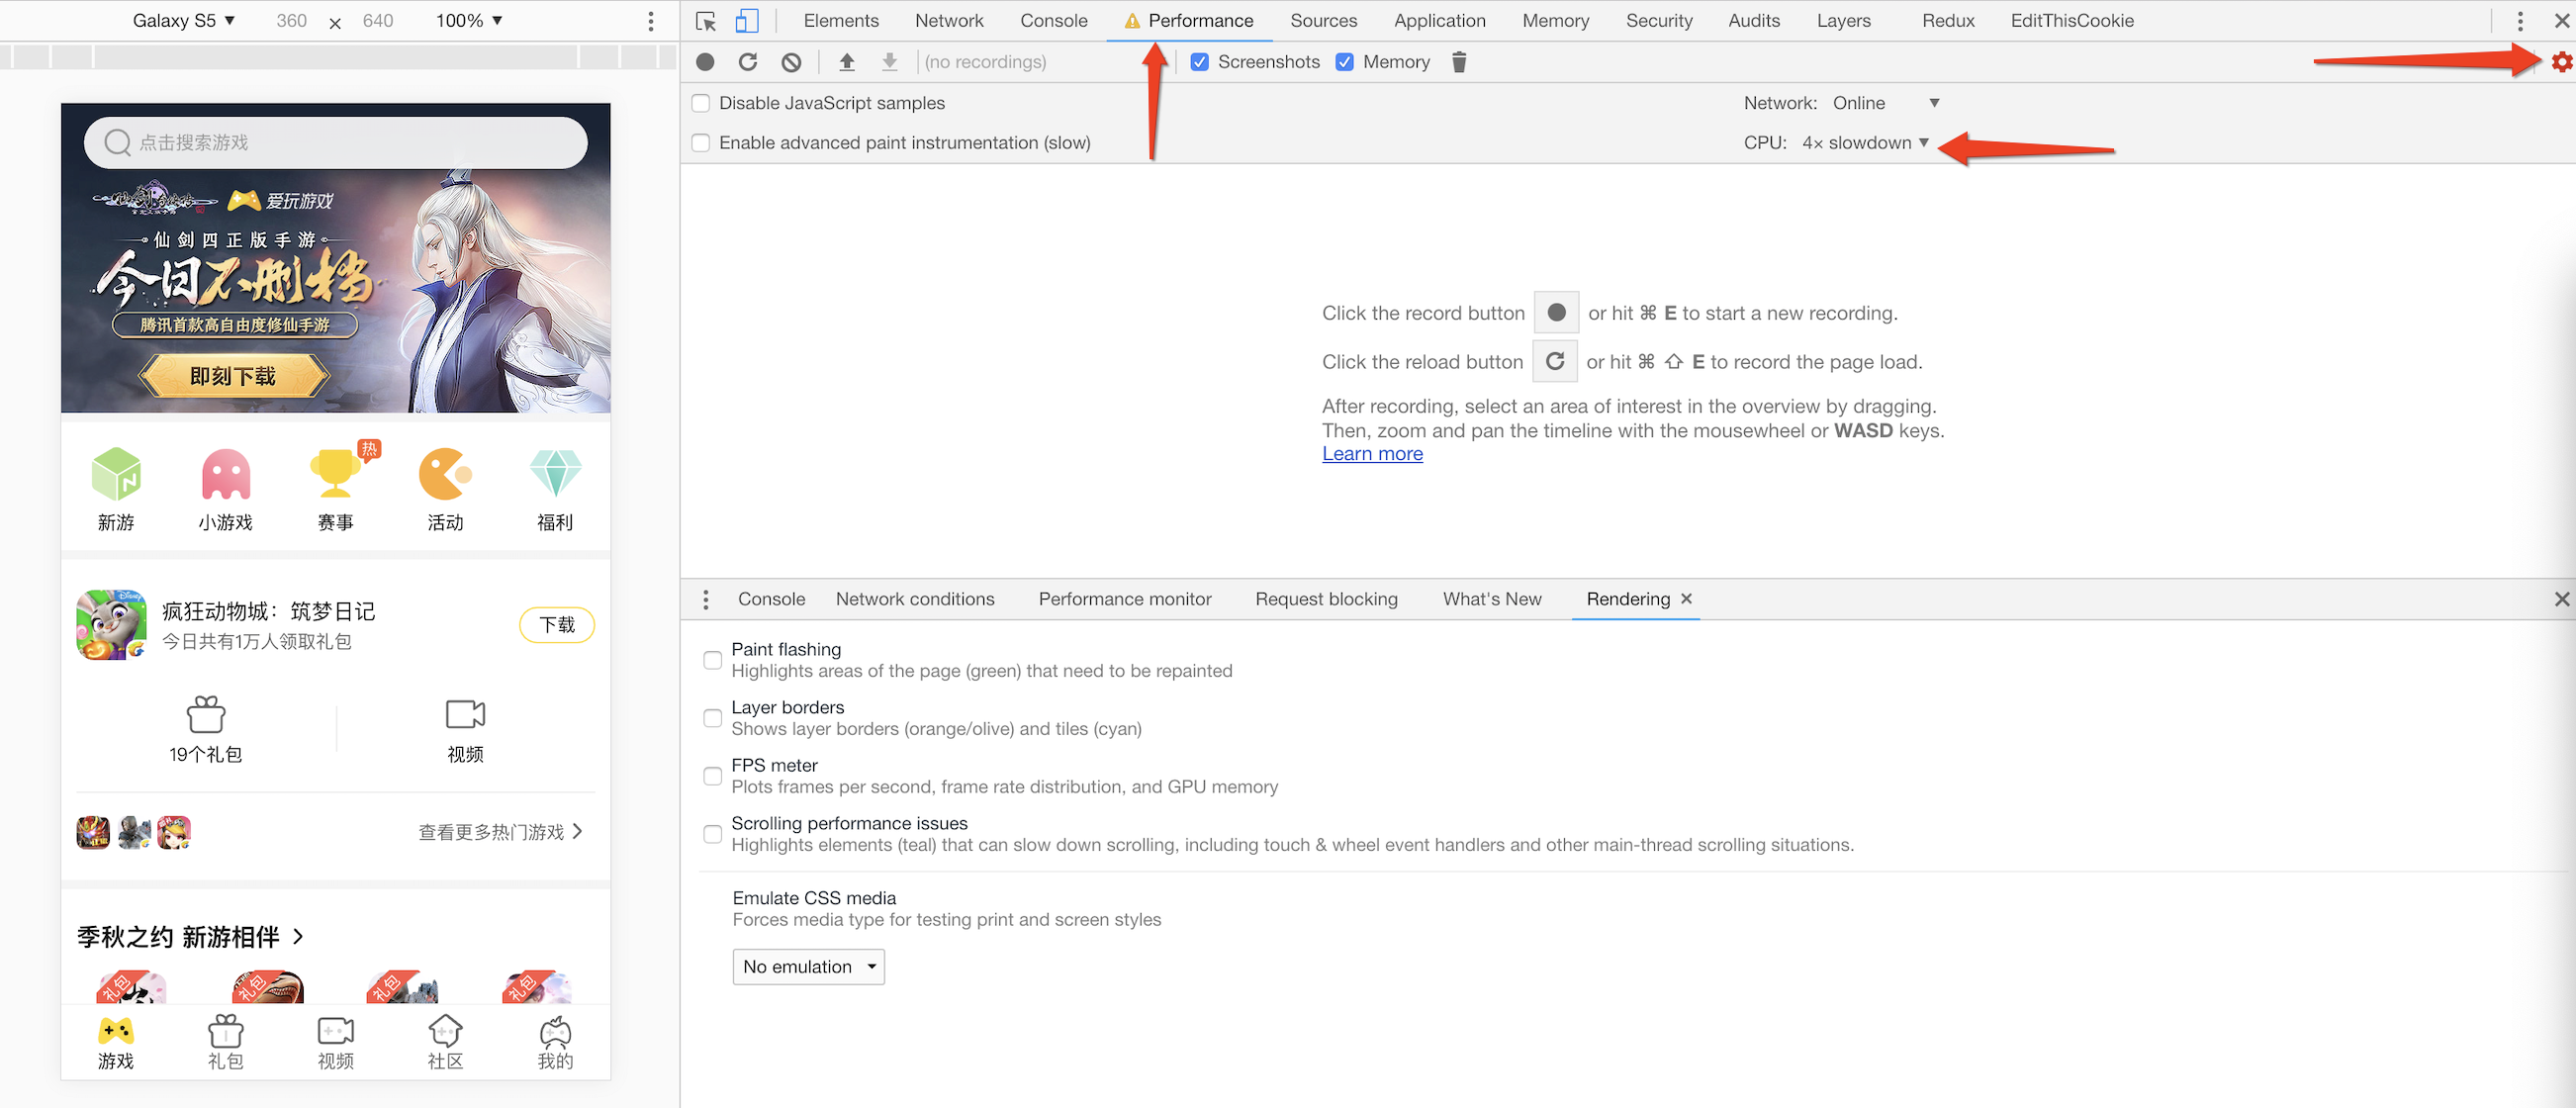 Galaxy S5 ▼ 360 × 640 100% ▼
点击搜索游戏
爱玩游戏
仙剑四正版手游
今日不删档
腾讯首款高自由度修仙手游
即刻下载
热
新游 小游戏 赛事 活动 福利
疯狂动物城：筑梦日记
今日共有1万人领取礼包
下载
19个礼包 视频
查看更多热门游戏 >
季秋之约 新游相伴 >
礼包 礼包 礼包 礼包
游戏 礼包 视频 社区 我的
Elements Network Console Performance Sources Application Memory Security Audits Layers Redux EditThisCookie
(no recordings) Screenshots Memory
Disable JavaScript samples Network: Online ▼
Enable advanced paint instrumentation (slow) CPU: 4× slowdown ▼
Click the record button or hit ⌘ E to start a new recording.
Click the reload button or hit ⌘ ⇧ E to record the page load.
After recording, select an area of interest in the overview by dragging.
Then, zoom and pan the timeline with the mousewheel or WASD keys.
Learn more
Console Network conditions Performance monitor Request blocking What's New Rendering ×
Paint flashing
Highlights areas of the page (green) that need to be repainted
Layer borders
Shows layer borders (orange/olive) and tiles (cyan)
FPS meter
Plots frames per second, frame rate distribution, and GPU memory
Scrolling performance issues
Highlights elements (teal) that can slow down scrolling, including touch & wheel event handlers and other main-thread scrolling situations.
Emulate CSS media
Forces media type for testing print and screen styles
No emulation